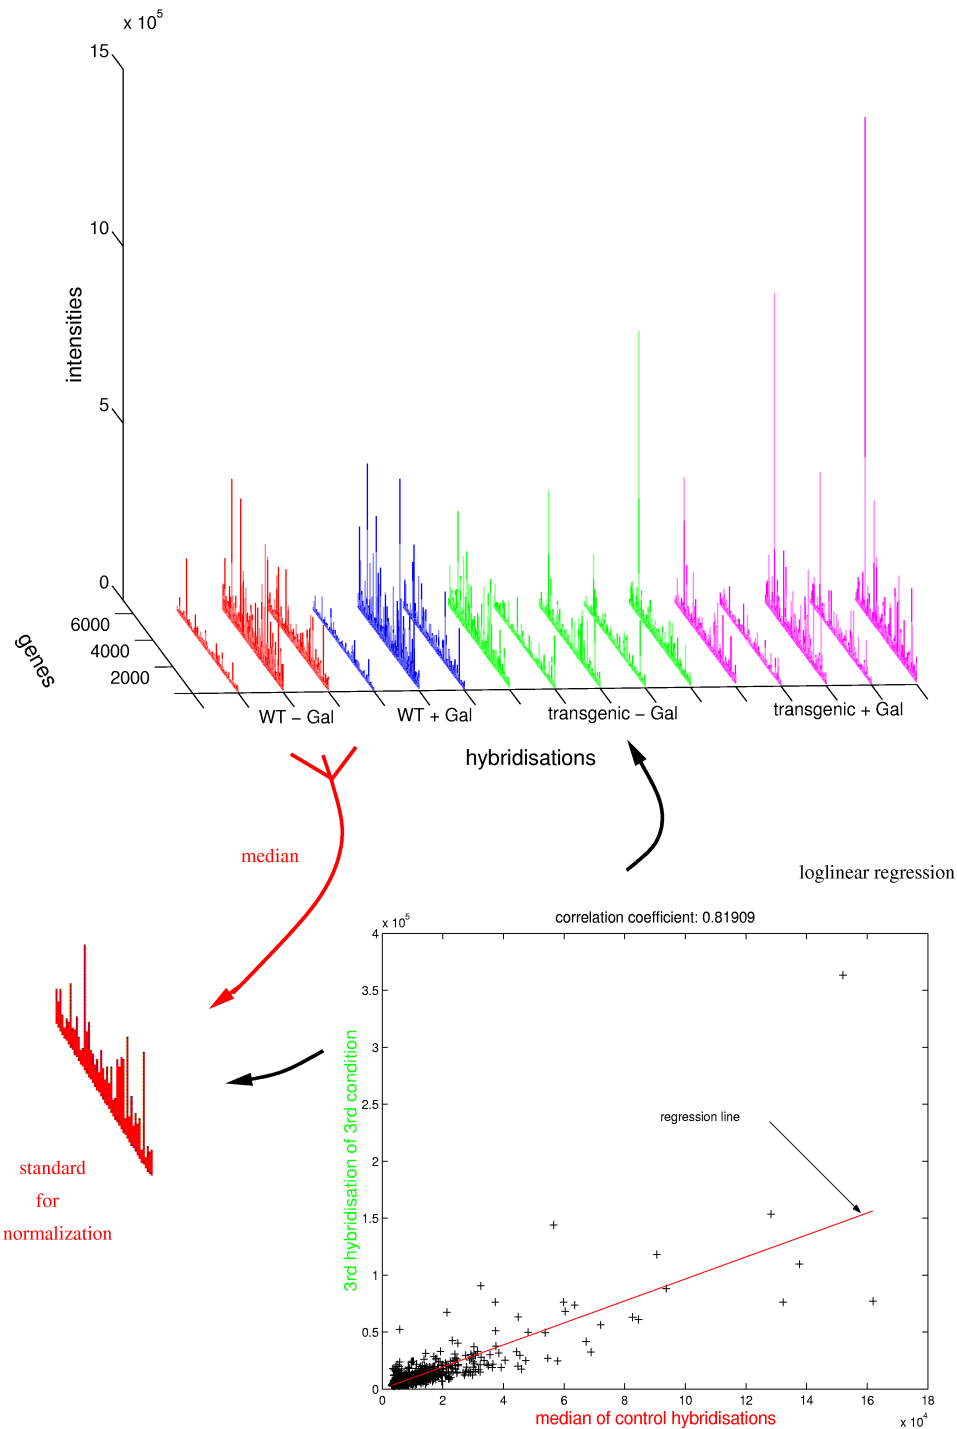 x 10^5
15
10
5
0
intensities
6000
4000
2000
genes
WT − Gal
WT + Gal
transgenic − Gal
transgenic + Gal
hybridisations
median
loglinear regression
standard
for
normalization
correlation coefficient: 0.81909
x 10^5
4
3.5
3
2.5
2
1.5
1
0.5
0
3rd hybridisation of 3rd condition
regression line
0 2 4 6 8 10 12 14 16 18
median of control hybridisations
x 10^4